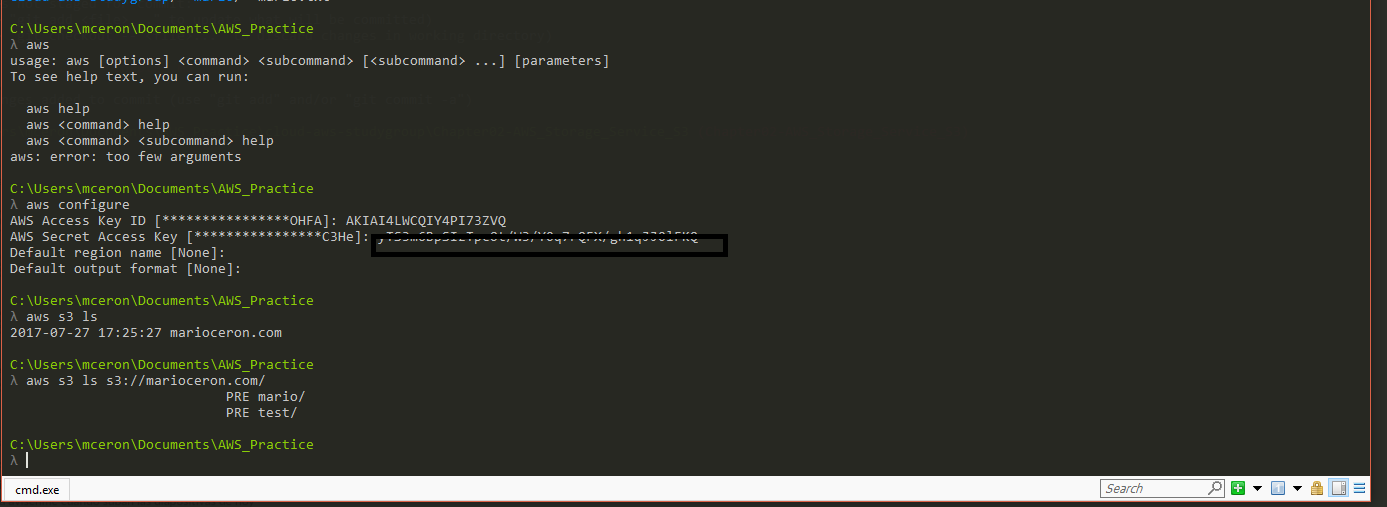 C:\Users\mceron\Documents\AWS_Practice
λ aws
usage: aws [options] <command> <subcommand> [<subcommand> ...] [parameters]
To see help text, you can run:
aws help
aws <command> help
aws <command> <subcommand> help
aws: error: too few arguments
C:\Users\mceron\Documents\AWS_Practice
λ aws configure
AWS Access Key ID [****************OHFA]: AKIAI4LWCQIY4PI73ZVQ
AWS Secret Access Key [****************C3He]:
Default region name [None]:
Default output format [None]:
C:\Users\mceron\Documents\AWS_Practice
λ aws s3 ls
2017-07-27 17:25:27 marioceron.com
C:\Users\mceron\Documents\AWS_Practice
λ aws s3 ls s3://marioceron.com/
PRE mario/
PRE test/
C:\Users\mceron\Documents\AWS_Practice
λ
cmd.exe
Search